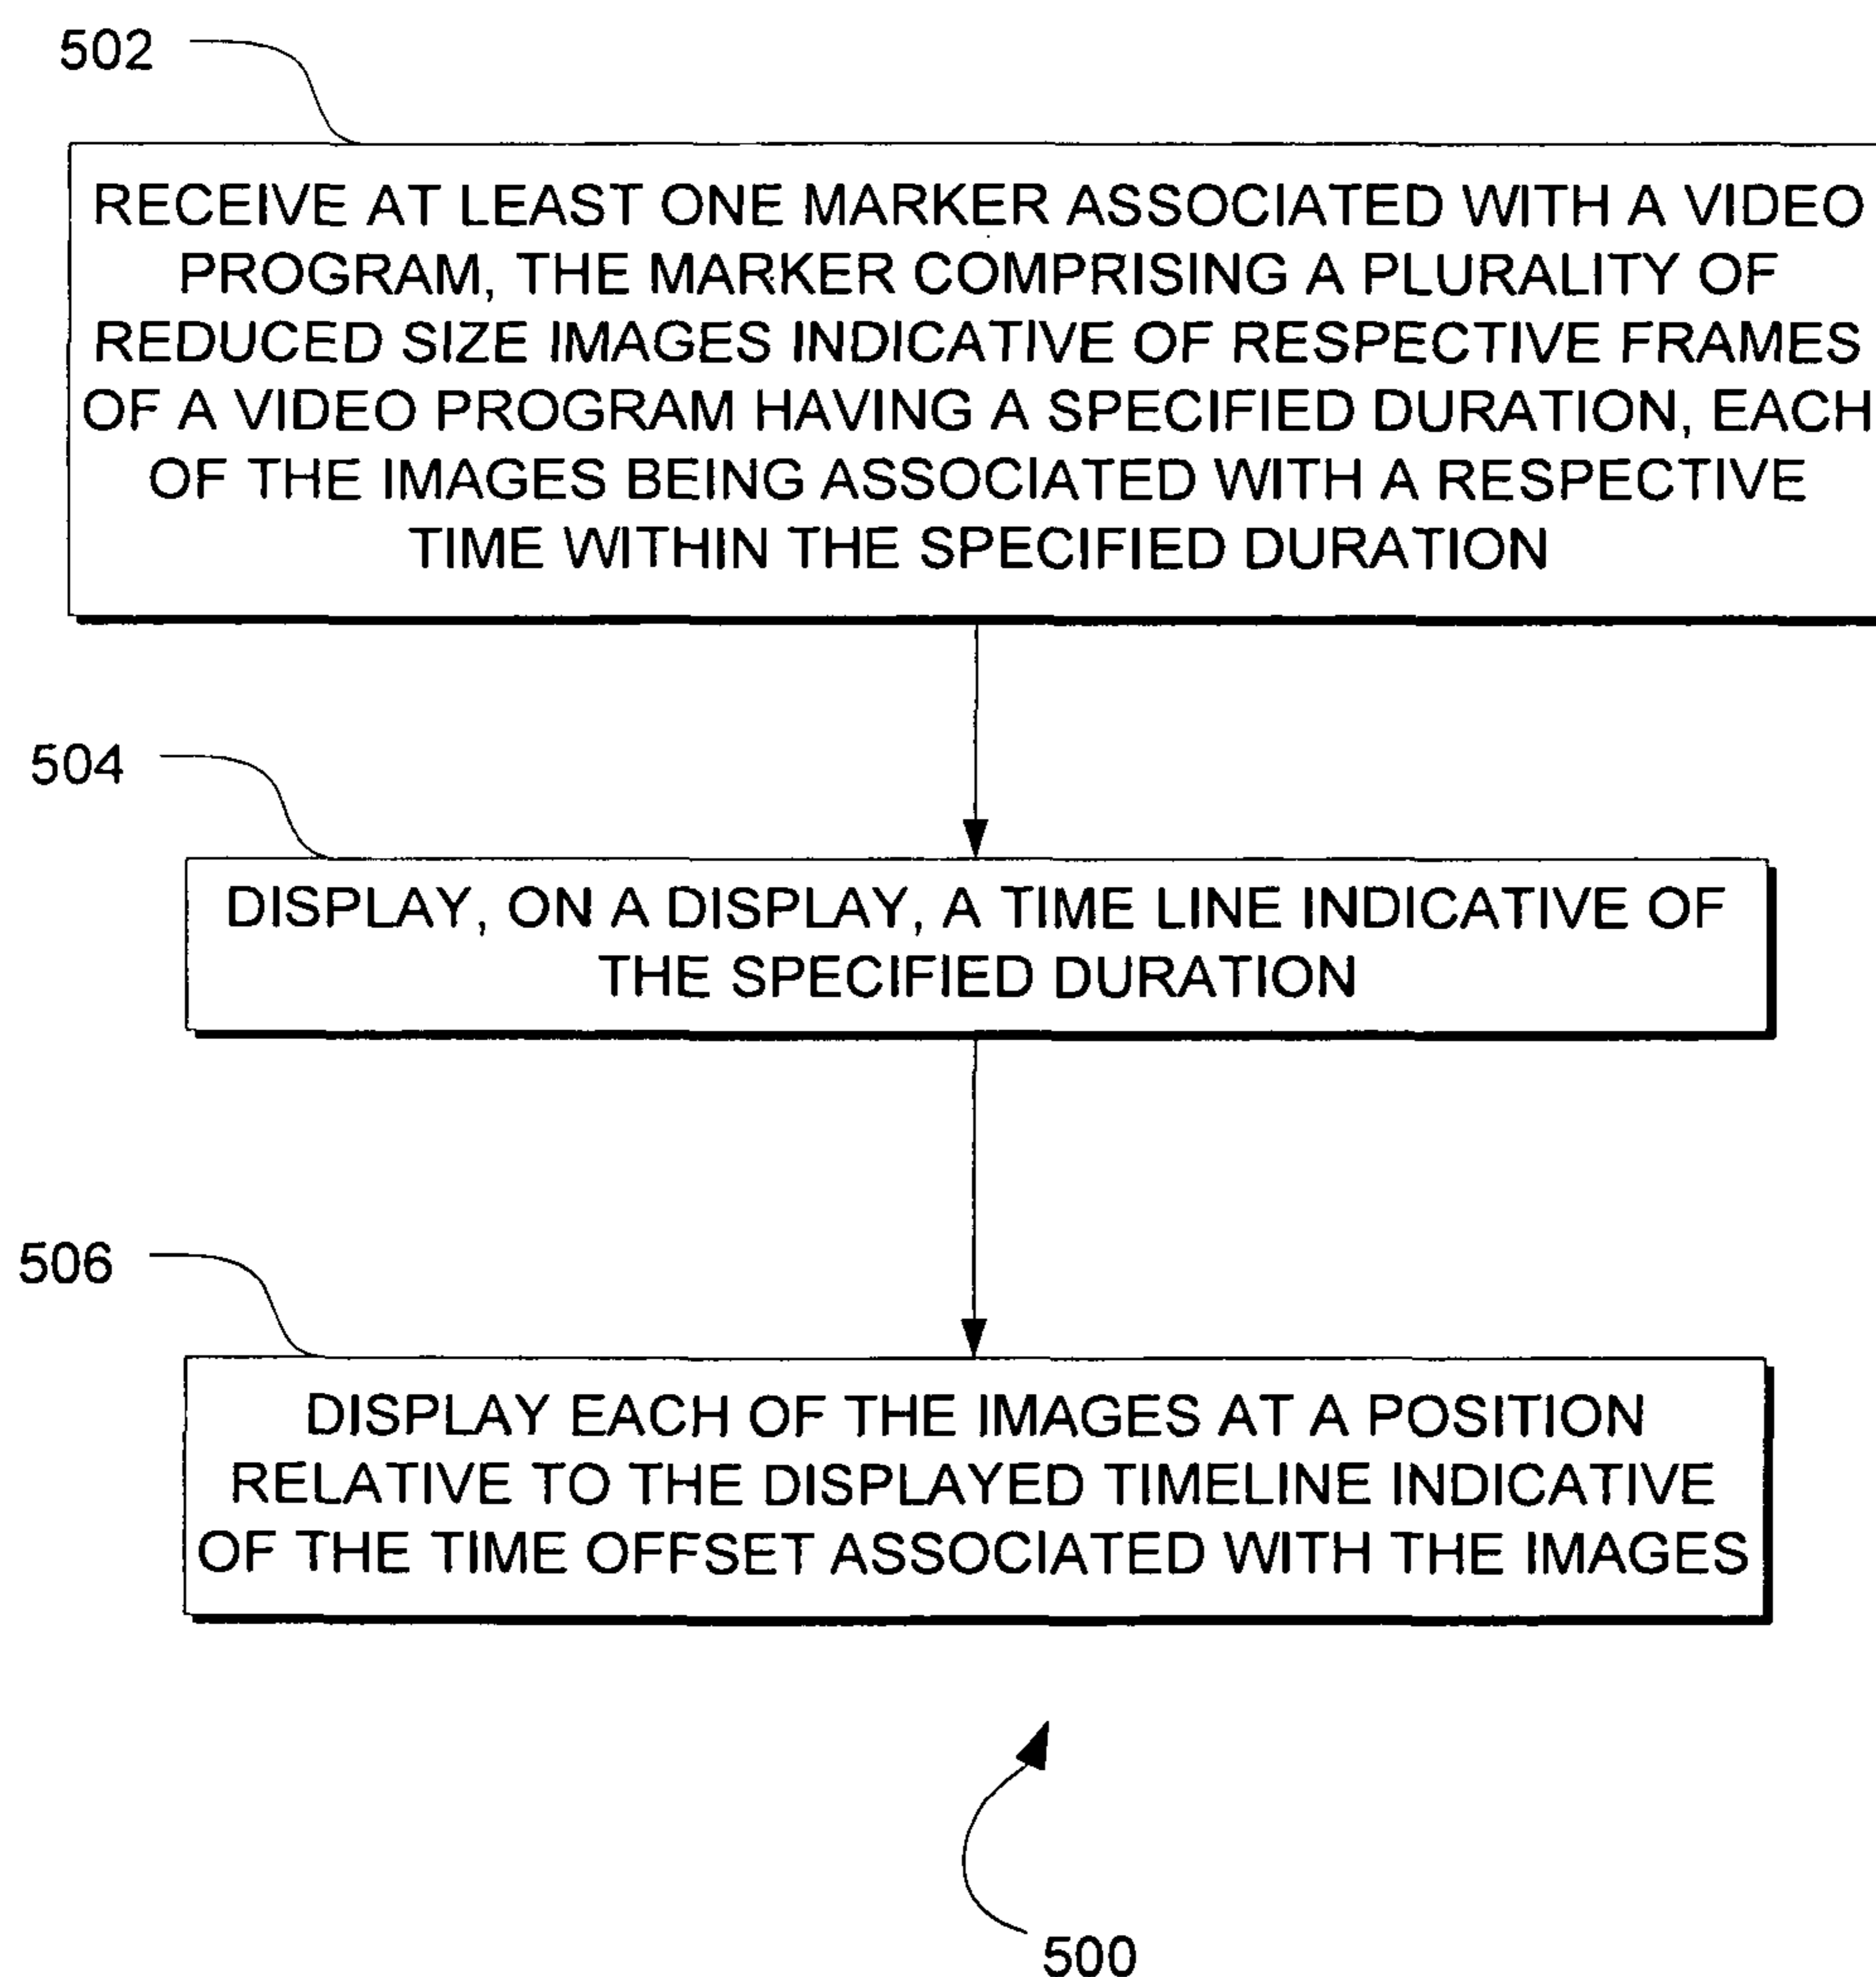 502
RECEIVE AT LEAST ONE MARKER ASSOCIATED WITH A VIDEO
PROGRAM, THE MARKER COMPRISING A PLURALITY OF
REDUCED SIZE IMAGES INDICATIVE OF RESPECTIVE FRAMES
OF A VIDEO PROGRAM HAVING A SPECIFIED DURATION, EACH
OF THE IMAGES BEING ASSOCIATED WITH A RESPECTIVE
TIME WITHIN THE SPECIFIED DURATION
504
DISPLAY, ON A DISPLAY, A TIME LINE INDICATIVE OF
THE SPECIFIED DURATION
506
DISPLAY EACH OF THE IMAGES AT A POSITION
RELATIVE TO THE DISPLAYED TIMELINE INDICATIVE
OF THE TIME OFFSET ASSOCIATED WITH THE IMAGES
500